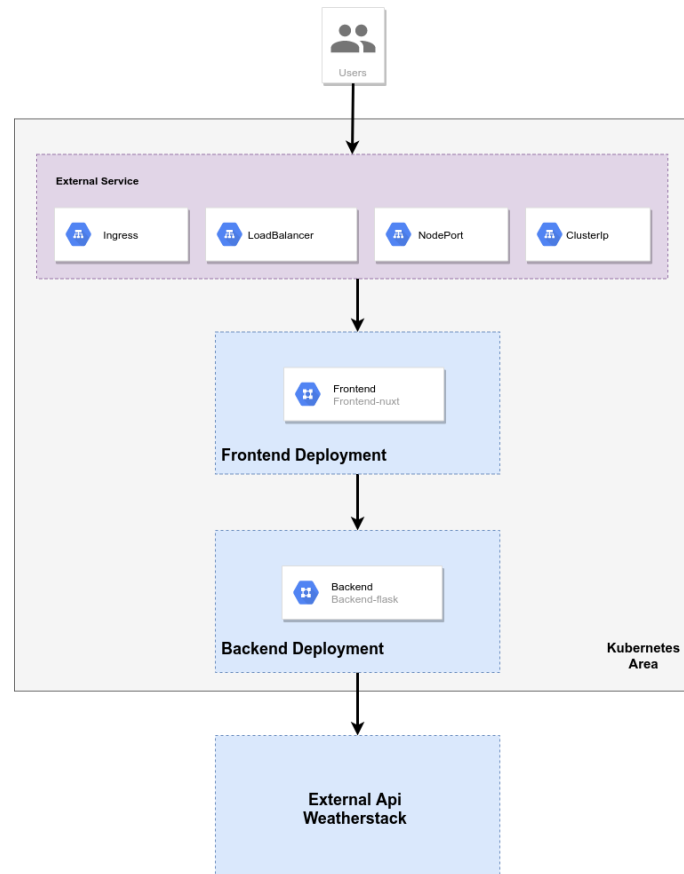 Users
External Service
Ingress
LoadBalancer
NodePort
ClusterIp
Frontend
Frontend-nuxt
Frontend Deployment
Backend
Backend-flask
Backend Deployment
Kubernetes
Area
External Api
Weatherstack